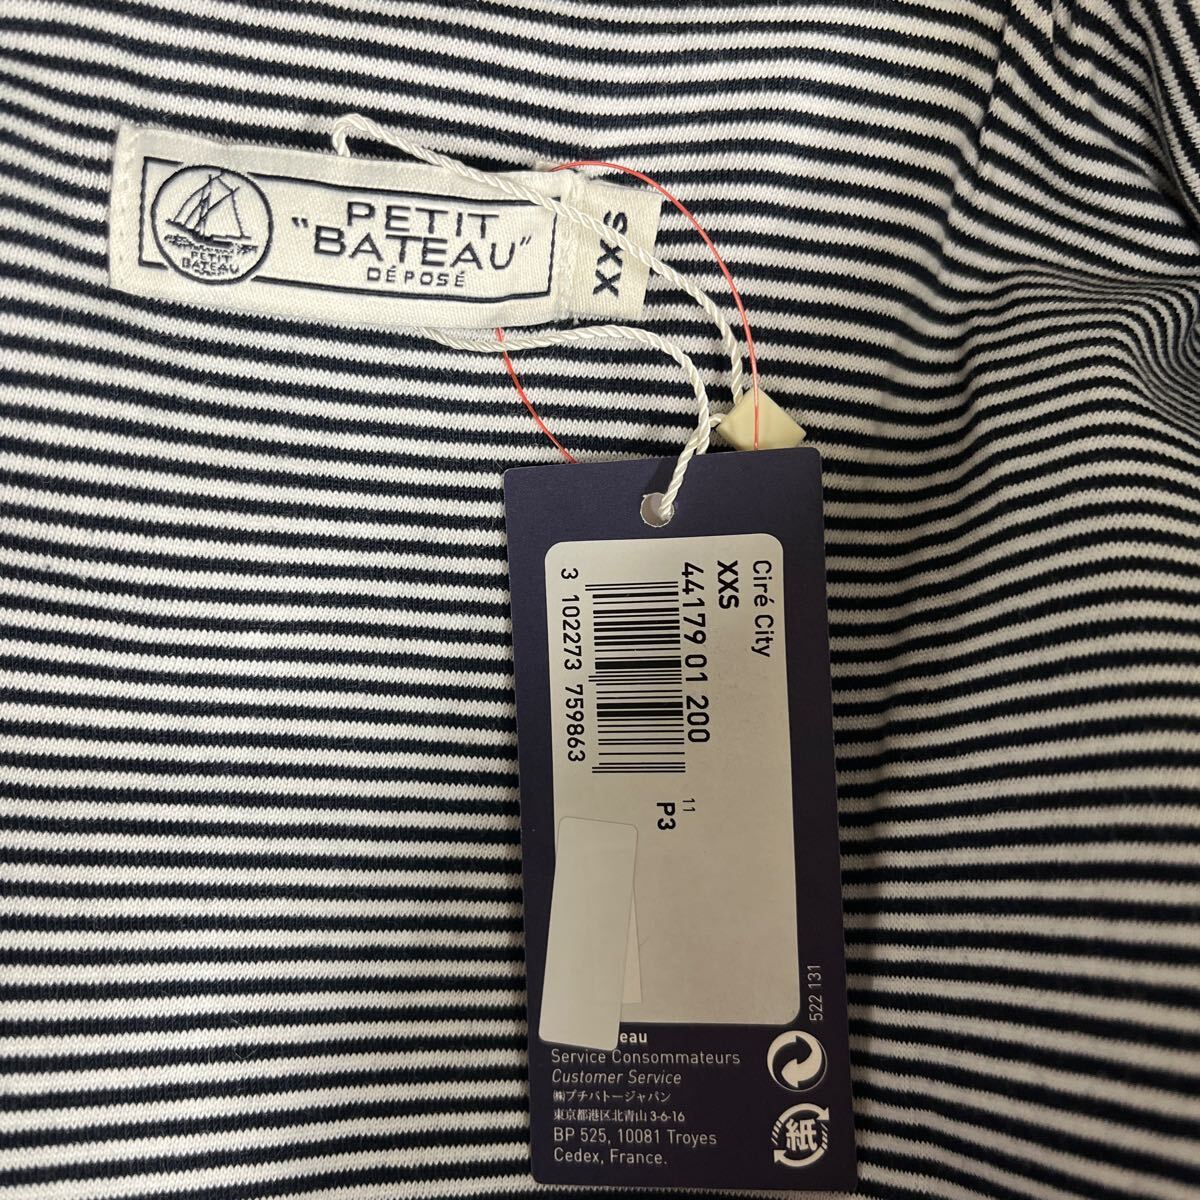 PETIT
BATEAU
PETIT
"BATEAU"
DÉPOSÉ
XXS
Ciré City
XXS
44179 01 200
3 102273 759863
11
P3
522 131
eau
Service Consommateurs
Customer Service
㈱プチバトージャパン
東京都港区北青山 3-6-16
BP 525, 10081 Troyes
Cedex, France.
紙